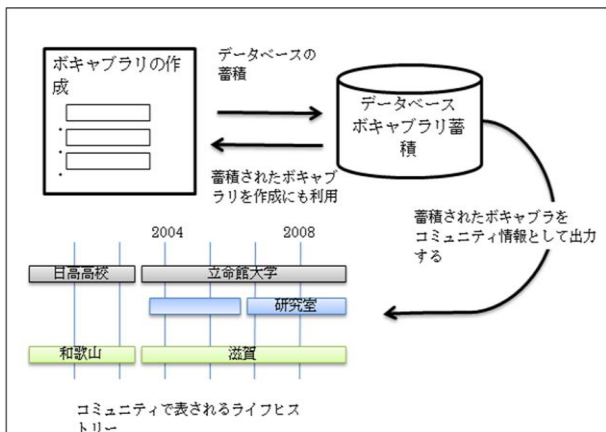 ボキャブラリの作
成
データベースの
蓄積
データベース
ボキャブラリ蓄
積
蓄積されたボキャブ
ラリを作成にも利用
蓄積されたボキャブラを
コミュニティ情報として出力
する
2004
2008
日高高校
立命館大学
研究室
和歌山
滋賀
コミュニティで表されるライフヒス
トリー